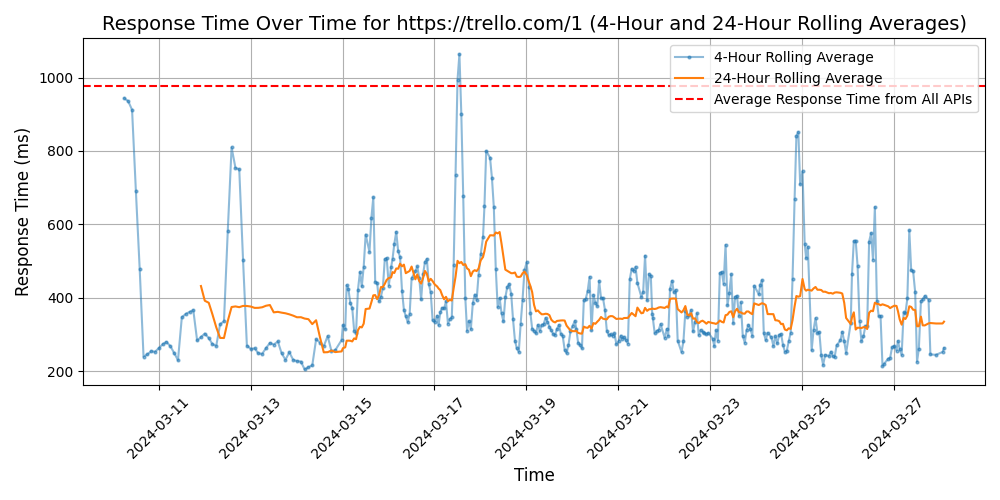 Response Time Over Time for https://trello.com/1 (4-Hour and 24-Hour Rolling Averages)
4-Hour Rolling Average
24-Hour Rolling Average
Average Response Time from All APIs
Response Time (ms)
1000
800
600
400
200
2024-03-11
2024-03-13
2024-03-15
2024-03-17
2024-03-19
2024-03-21
2024-03-23
2024-03-25
2024-03-27
Time